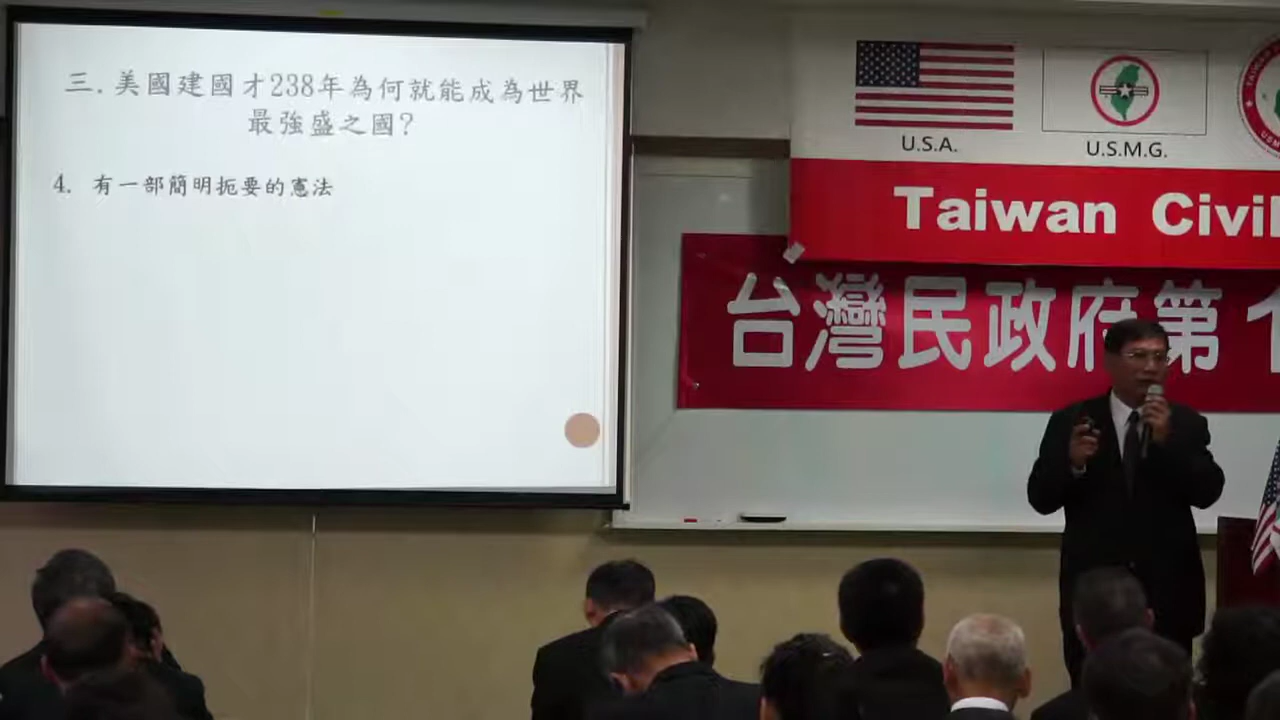 三. 美國建國才238年為何就能成為世界
最強盛之國?
4. 有一部簡明扼要的憲法
U.S.A.
U.S.M.G.
Taiwan Civil
台灣民政府第